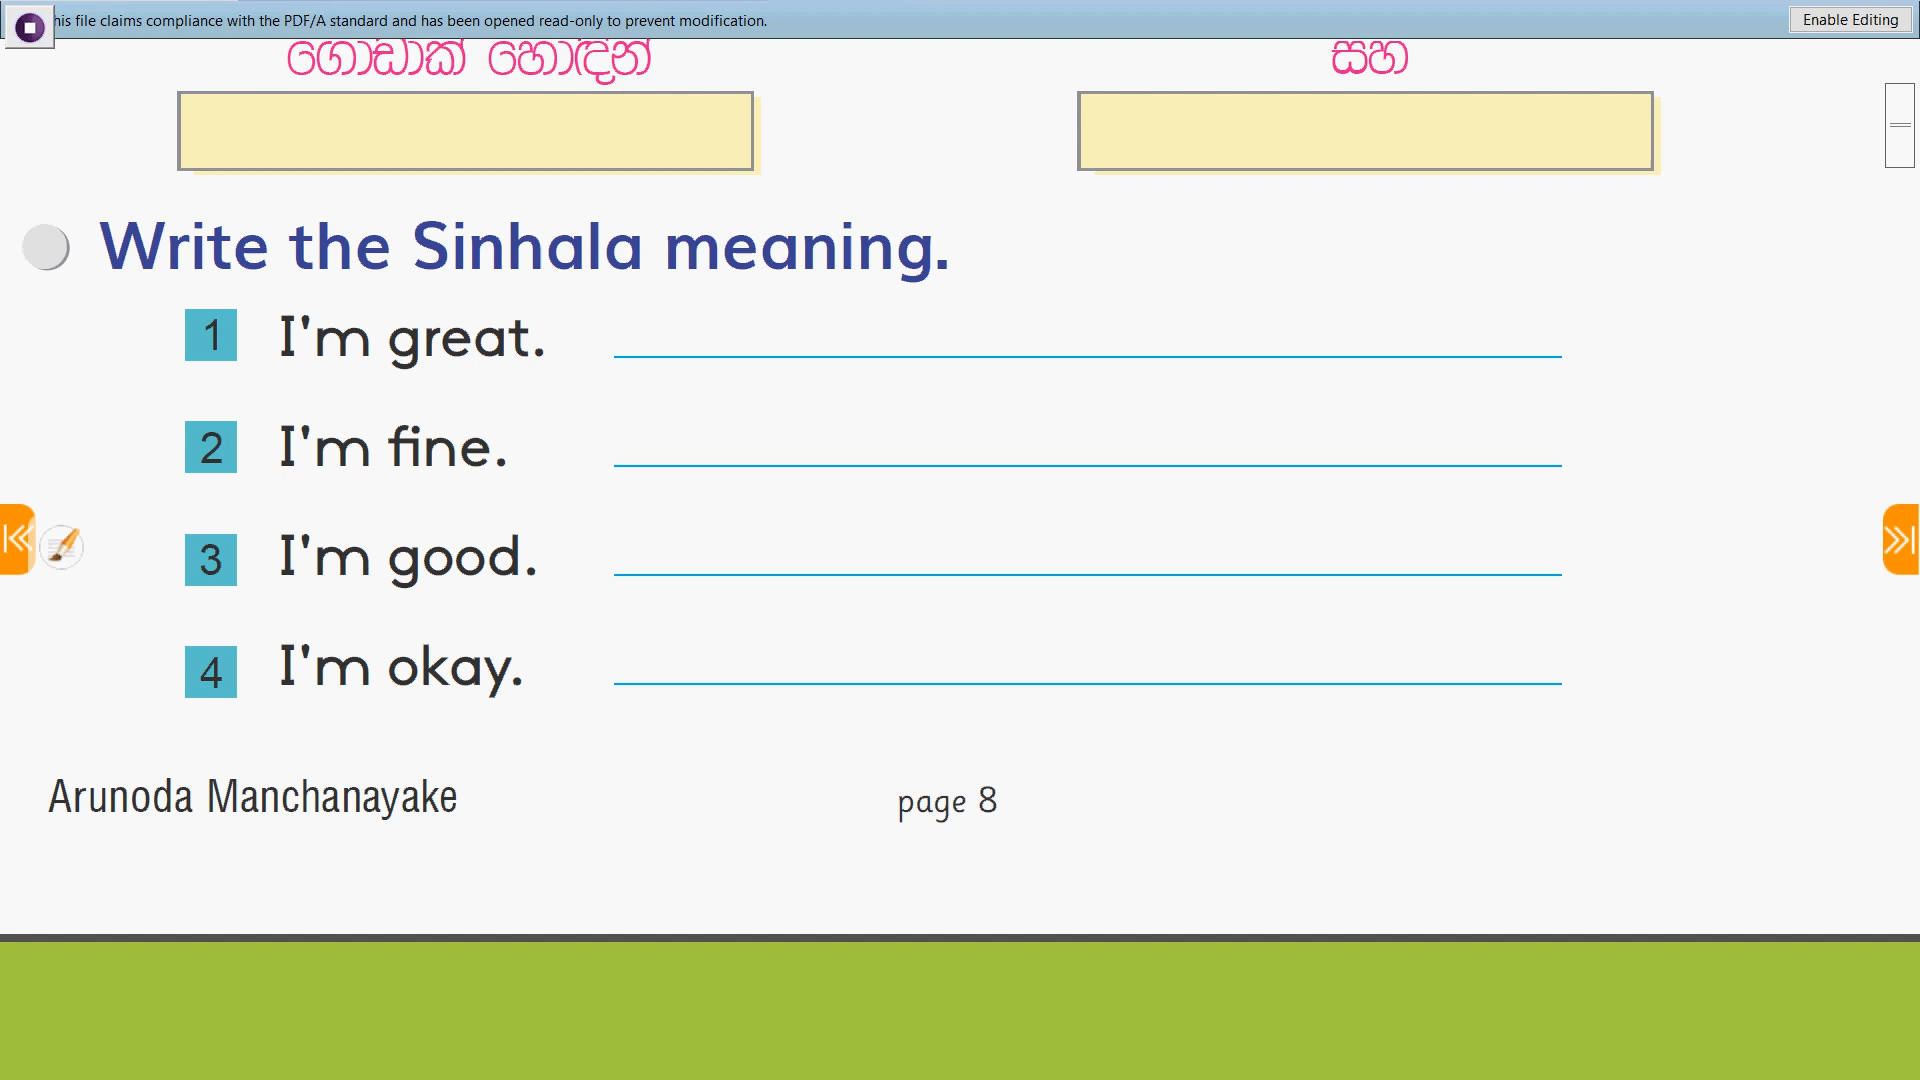 his file claims compliance with the PDF/A standard and has been opened read-only to prevent modification.
Enable Editing
ගොඩාක් හොඳින් සහ
Write the Sinhala meaning.
1 I'm great.
2 I'm fine.
3 I'm good.
4 I'm okay.
Arunoda Manchanayake page 8